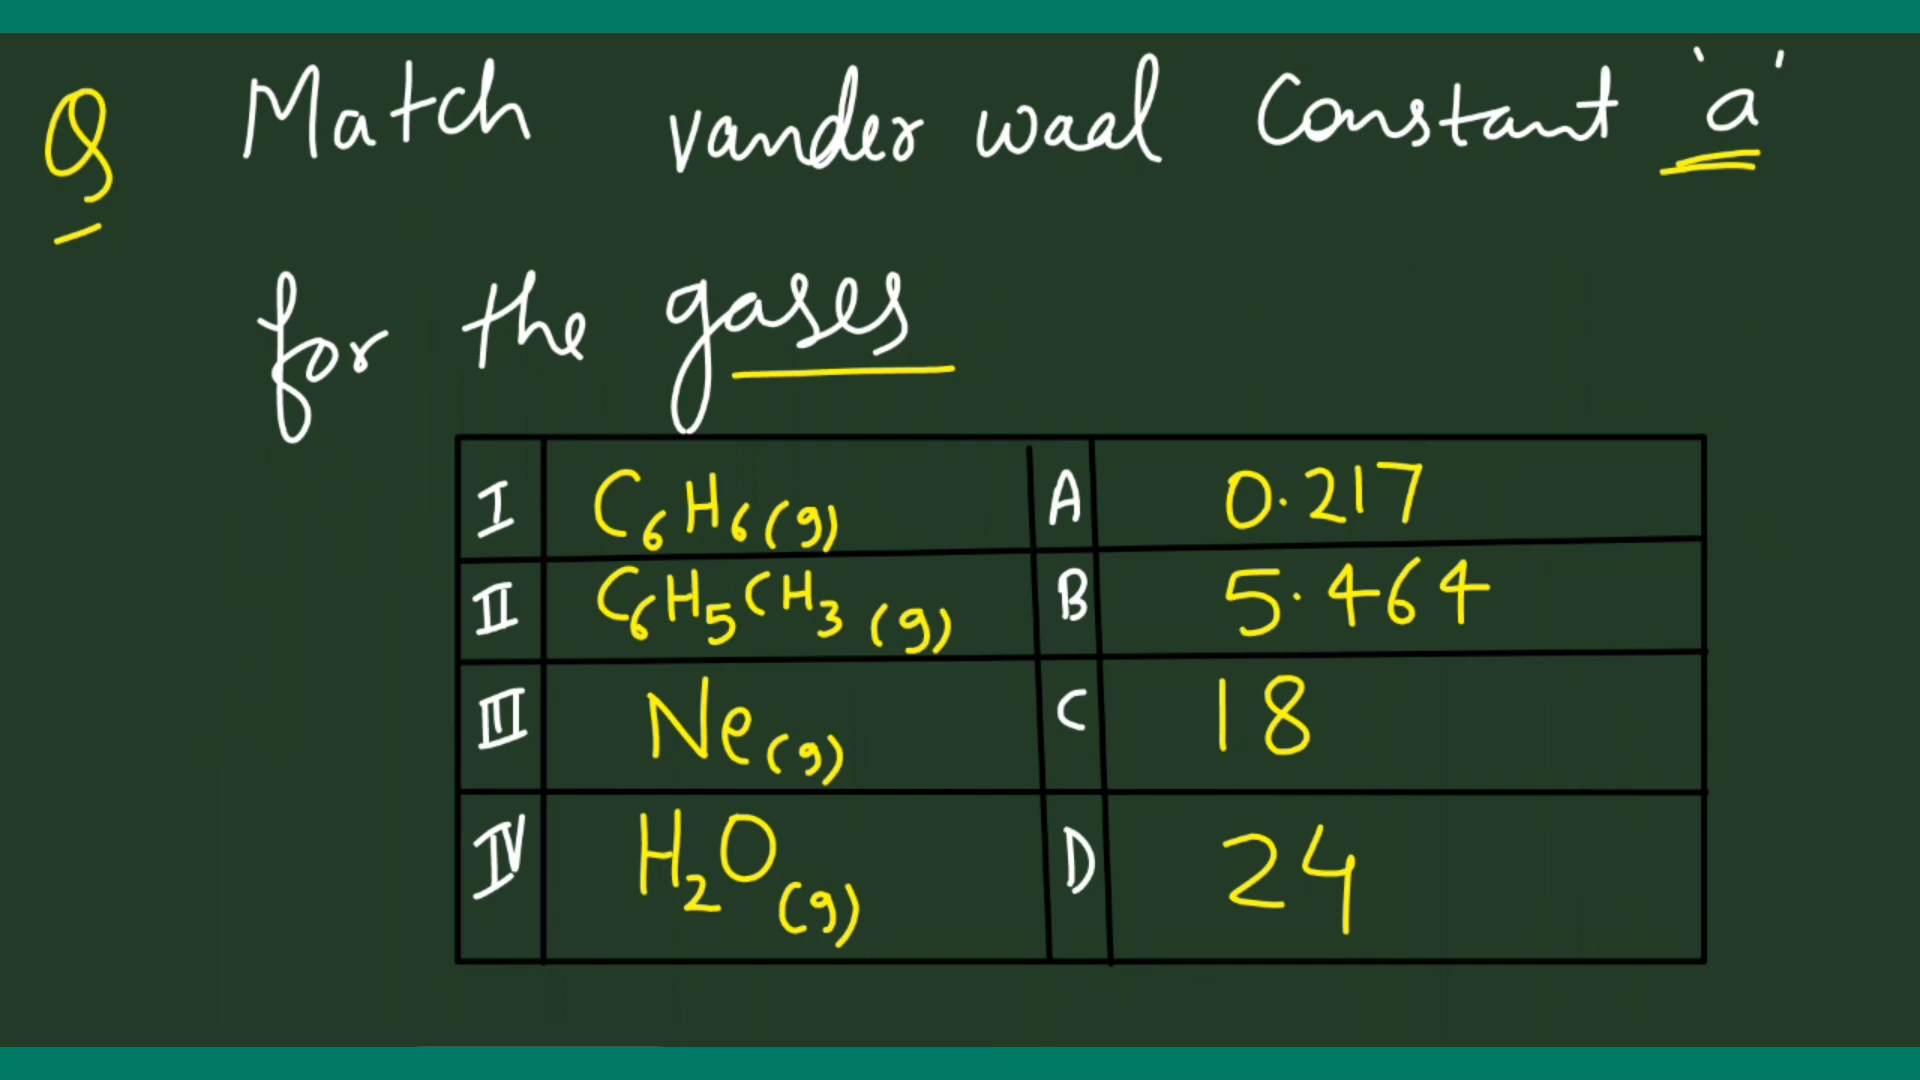 Q Match vander waal Constant 'a'
for the gases
I C6H6(g) A 0.217
II C6H5CH3(g) B 5.464
III Ne(g) C 18
IV H2O(g) D 24